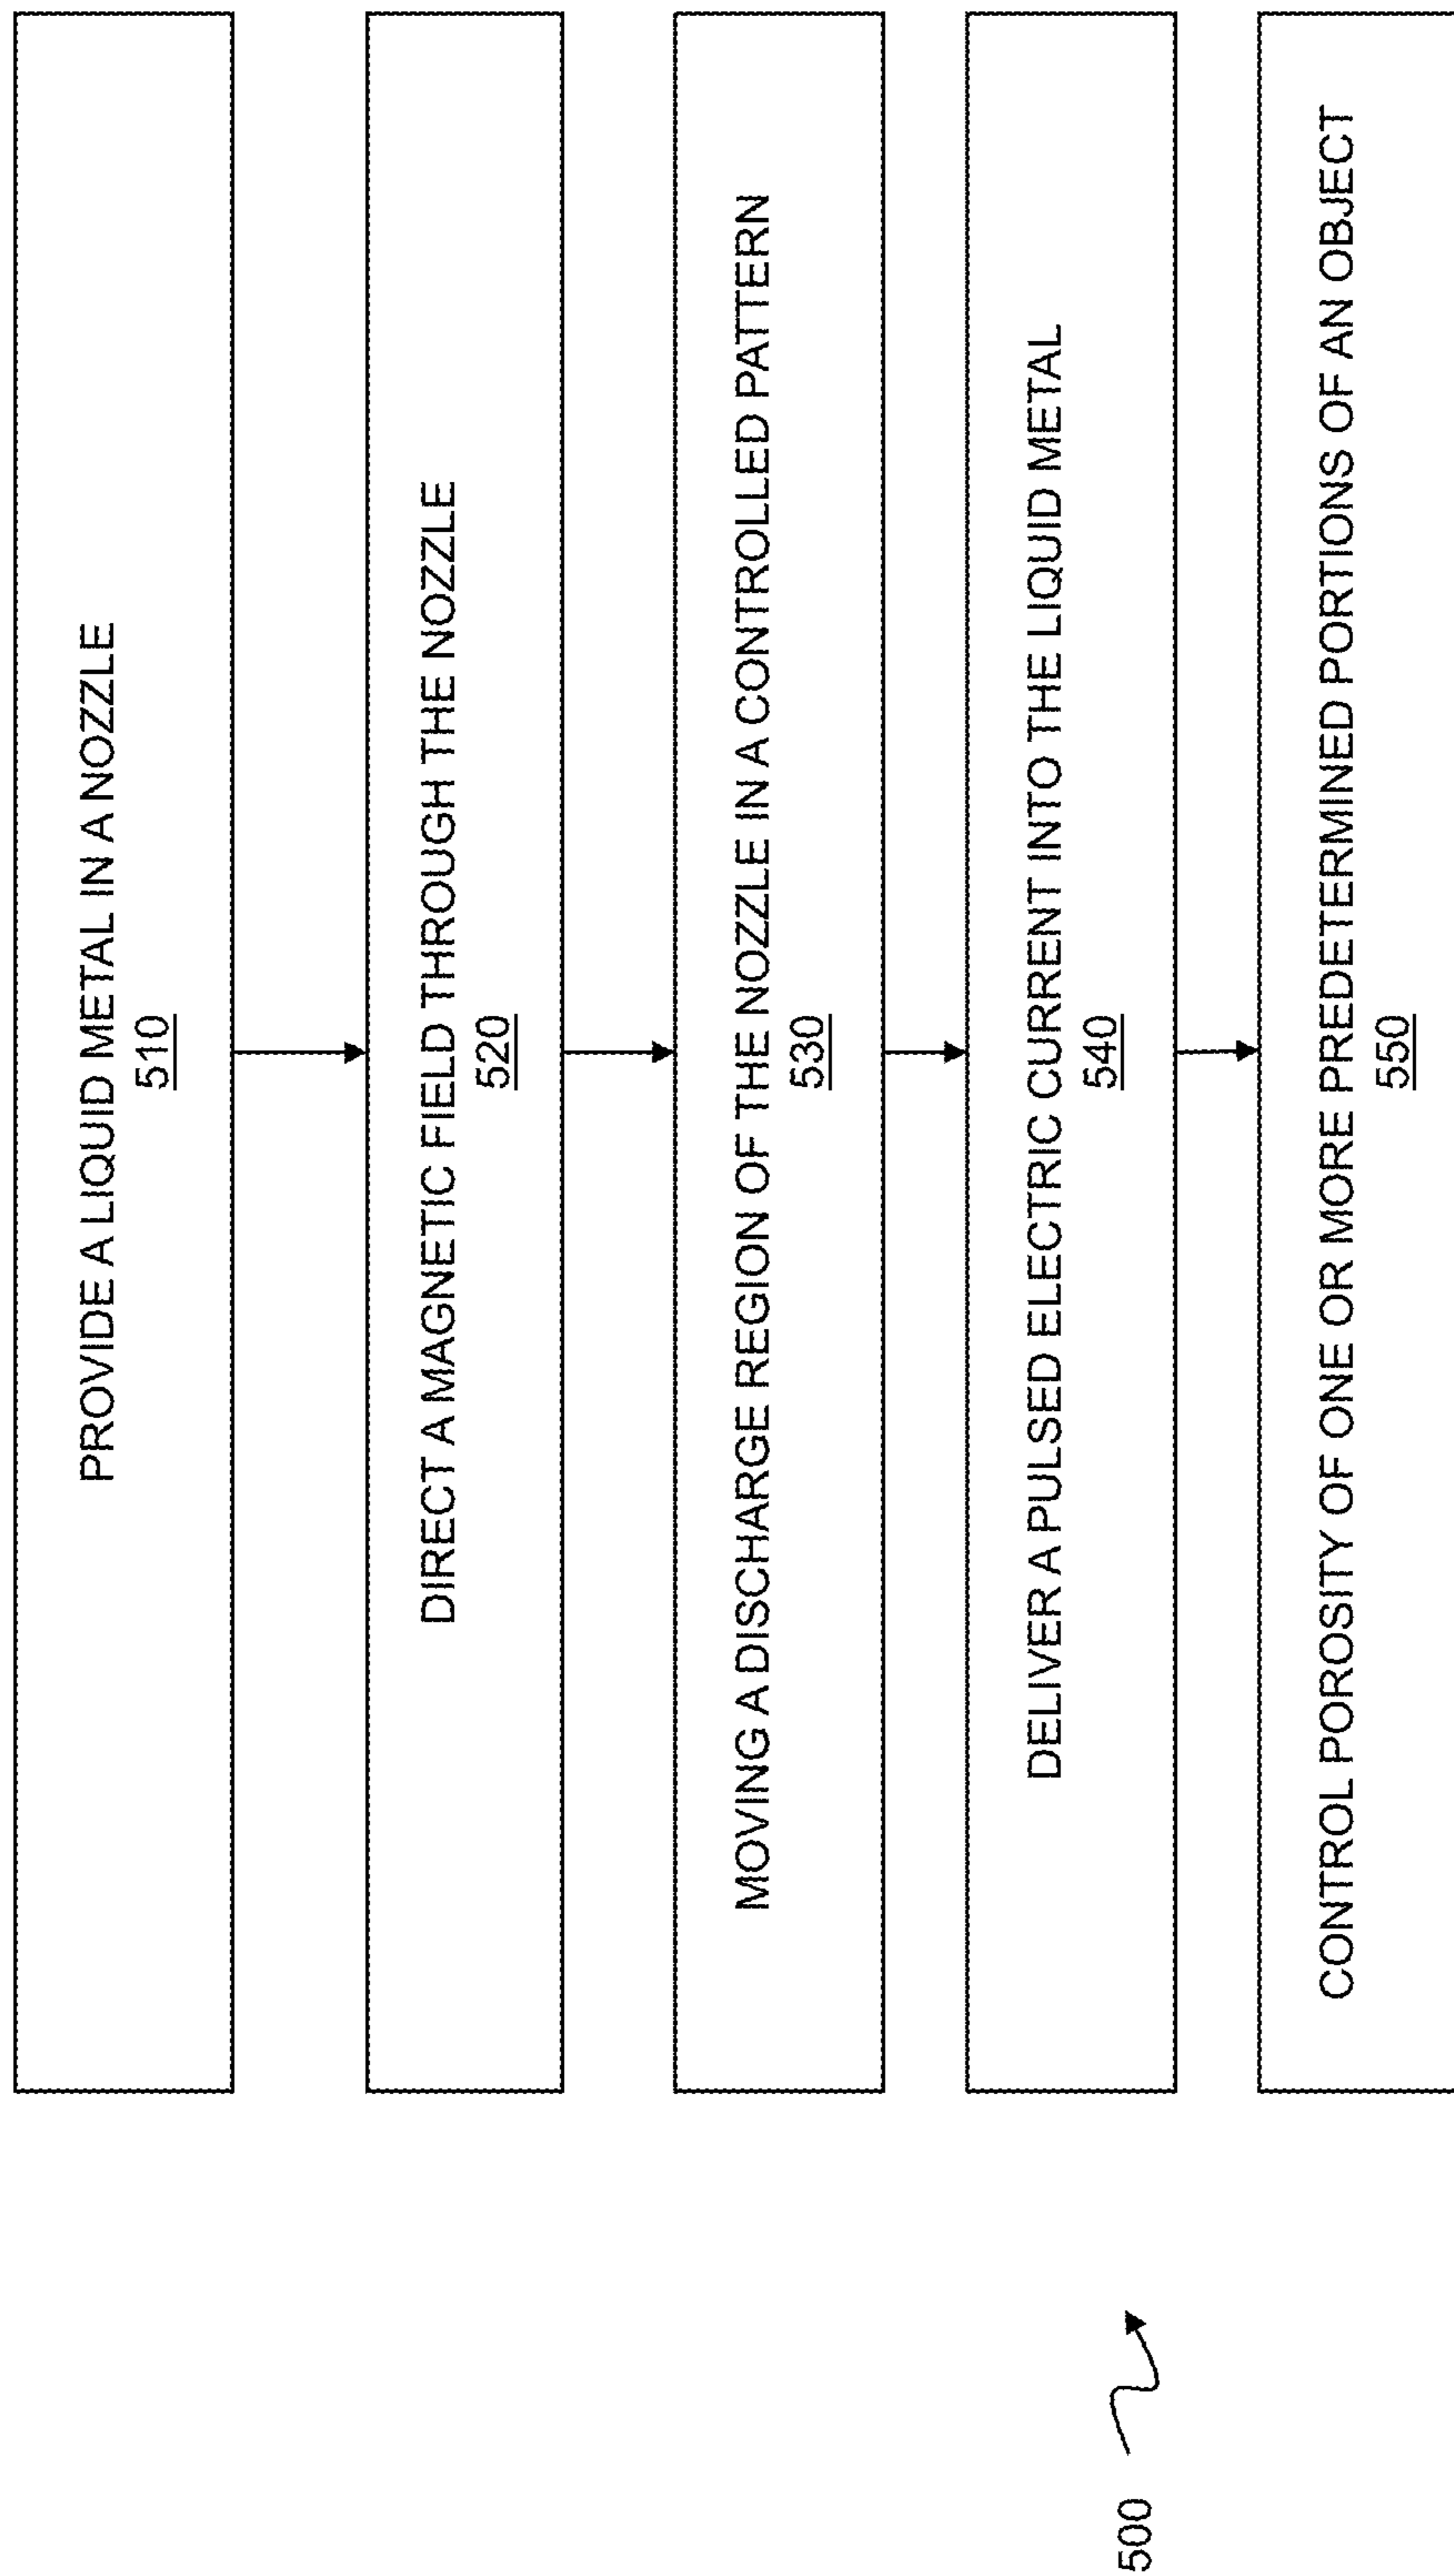 PROVIDE A LIQUID METAL IN A NOZZLE
510
DIRECT A MAGNETIC FIELD THROUGH THE NOZZLE
520
MOVING A DISCHARGE REGION OF THE NOZZLE IN A CONTROLLED PATTERN
530
DELIVER A PULSED ELECTRIC CURRENT INTO THE LIQUID METAL
540
CONTROL POROSITY OF ONE OR MORE PREDETERMINED PORTIONS OF AN OBJECT
550
500